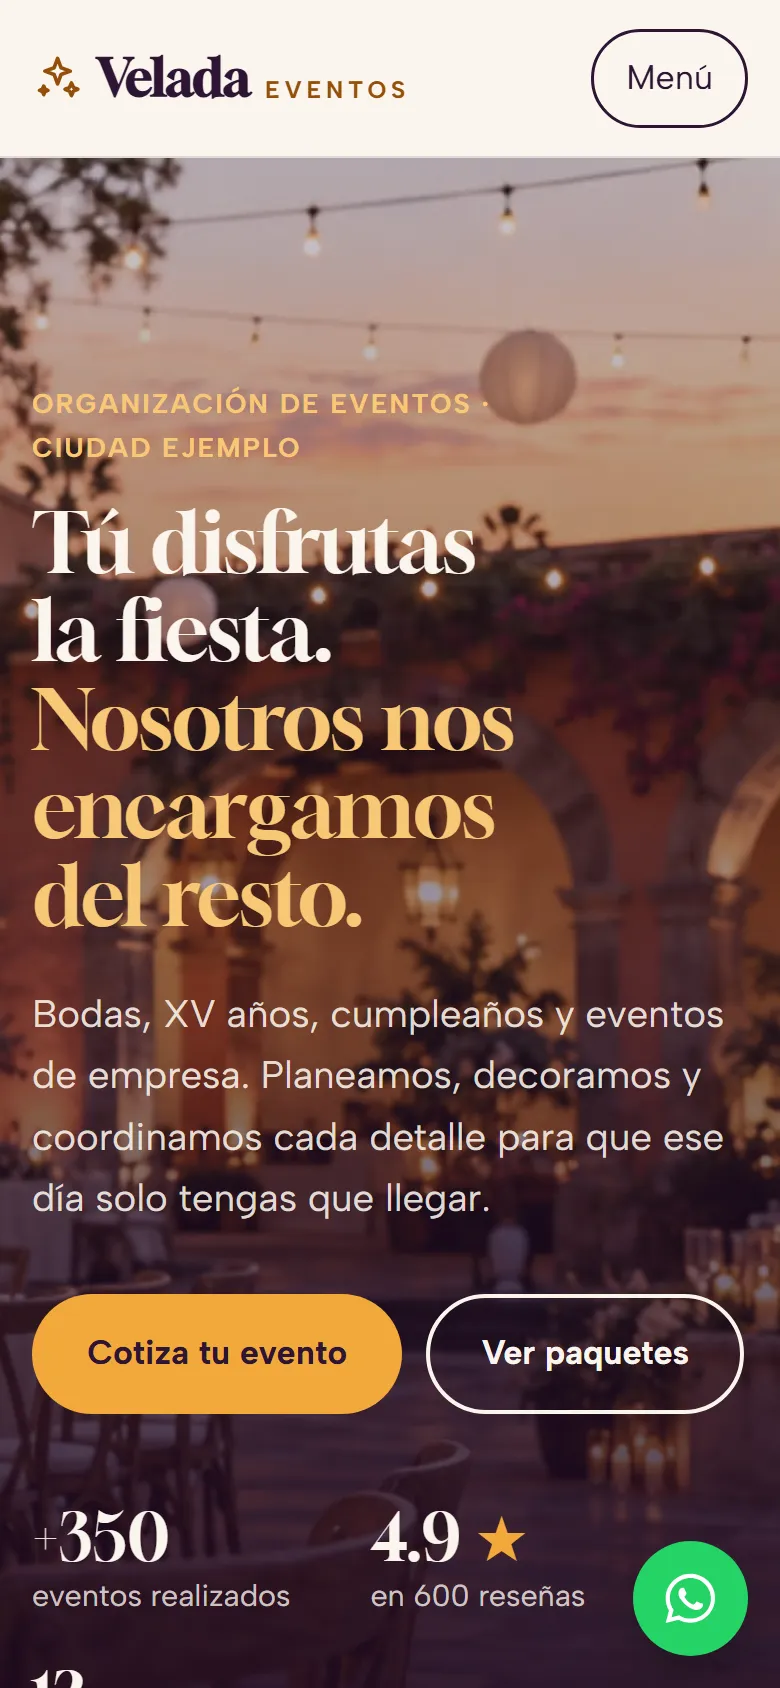 Velada EVENTOS
Menú
ORGANIZACIÓN DE EVENTOS ·
CIUDAD EJEMPLO
Tú disfrutas
la fiesta.
Nosotros nos
encargamos
del resto.
Bodas, XV años, cumpleaños y eventos
de empresa. Planeamos, decoramos y
coordinamos cada detalle para que ese
día solo tengas que llegar.
Cotiza tu evento
Ver paquetes
+350
eventos realizados
4.9 ★
en 600 reseñas